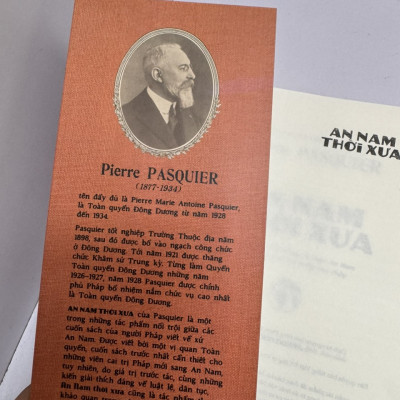 Pierre PASQUIER
(1877-1934)
tên đầy đủ là Pierre Marie Antoine Pasquier,
là Toàn quyền Đông Dương từ năm 1928
đến 1934.
Pasquier tốt nghiệp Trường Thuộc địa năm
1898, sau đó được bổ vào ngạch công chức
ở Đông Dương. Tới năm 1921 được thăng
chức Khâm sứ Trung Kỳ. Từng làm Quyền
Toàn quyền Đông Dương những năm
1926-1927, năm 1928 Pasquier được chính
phủ Pháp bổ nhiệm nắm chức vụ cao nhất
là Toàn quyền Đông Dương.
AN NAM THỜI XƯA của Pasquier là một
trong những tác phẩm nổi trội giữa các
cuốn sách của người Pháp viết về xứ
An Nam. Được viết bởi một vị quan Toàn
quyền, cuốn sách trước nhất cần thiết cho
những viên cai trị Pháp mới sang An Nam,
tuy nhiên, do giá trị trước tác, cùng những
kiến giải thích đáng về luật lệ, dân tục,
An Nam thời xưa cũng là tác phẩm tham
khảo quan trọng
AN NAM
THỜI XƯA